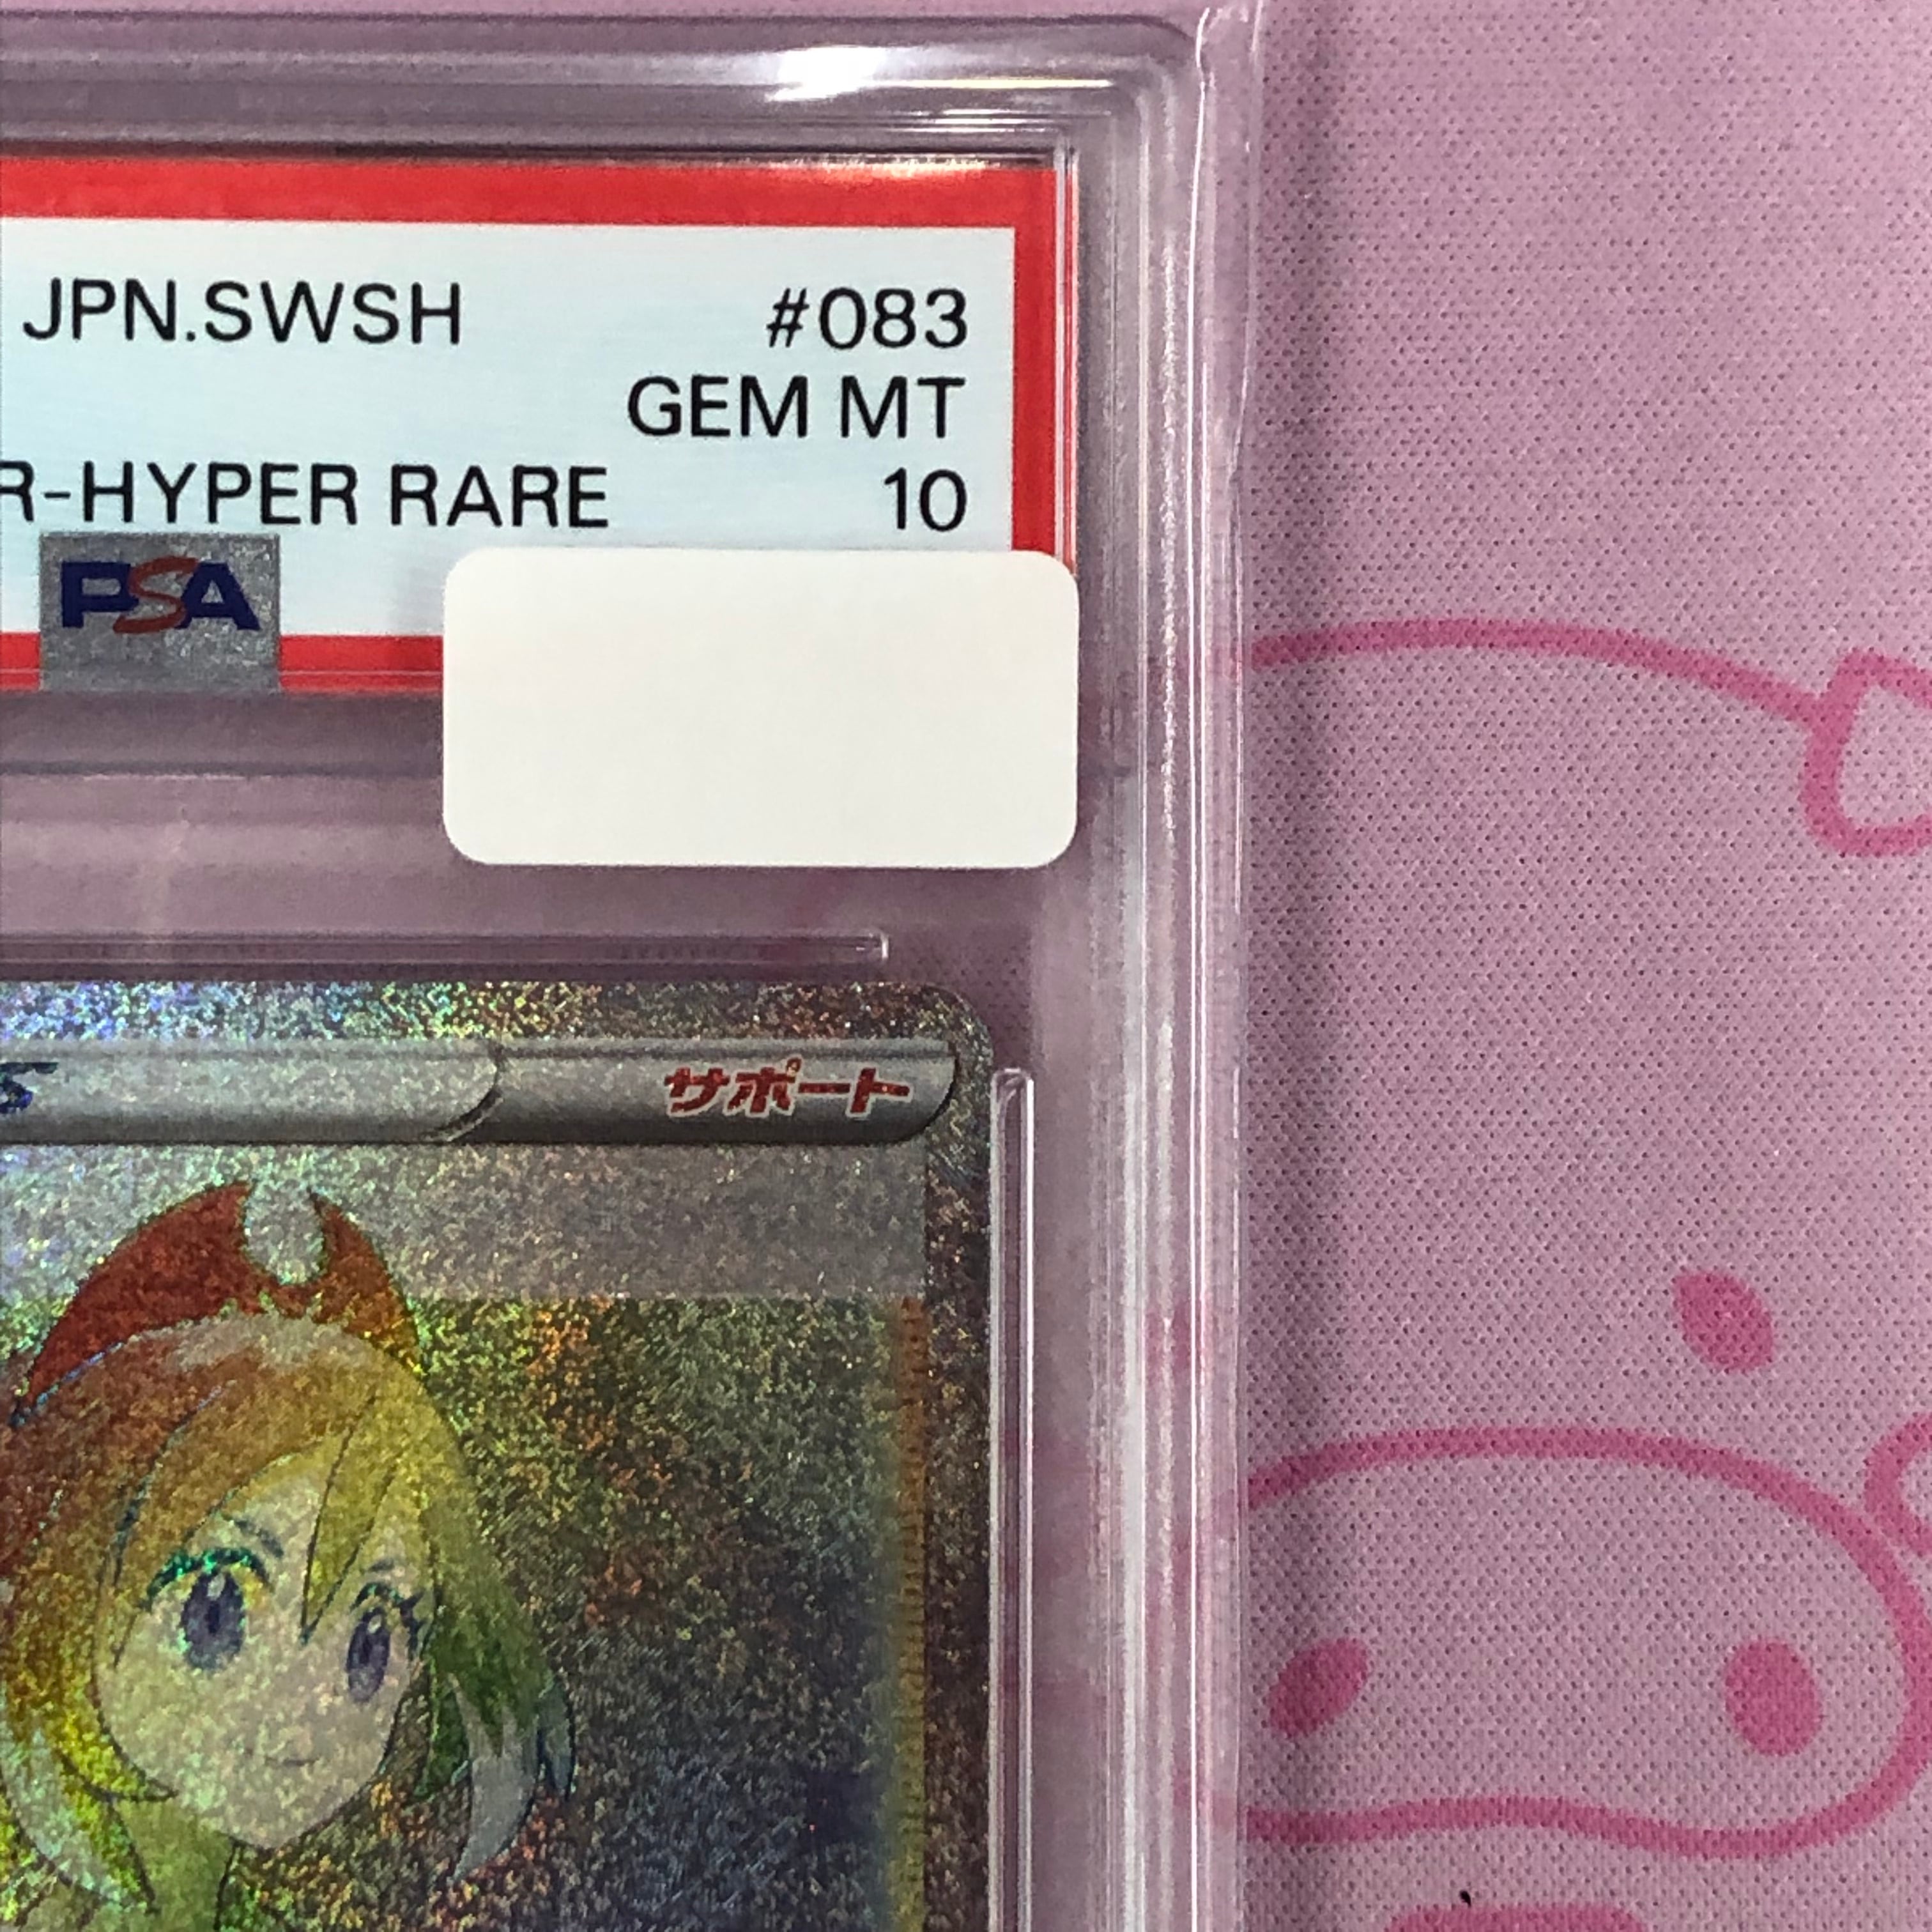 JPN.SWSH #083
GEM MT
R-HYPER RARE 10
PSA
サポート